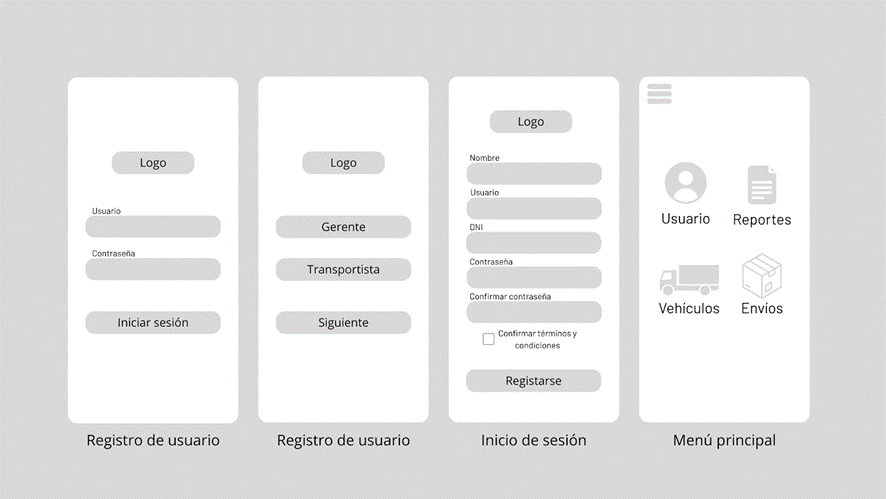 Logo
Usuario
Contraseña
Iniciar sesión
Registro de usuario
Logo
Gerente
Transportista
Siguiente
Registro de usuario
Logo
Nombre
Usuario
DNI
Contraseña
Confirmar contraseña
Confirmar términos y
condiciones
Registarse
Inicio de sesión
Usuario
Reportes
Vehículos
Envíos
Menú principal